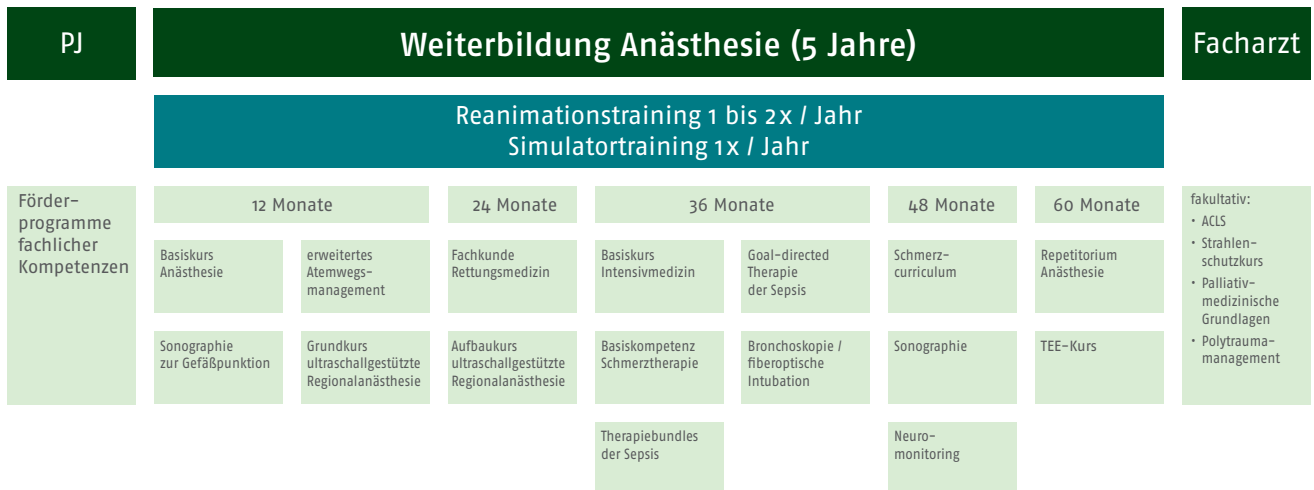 PJ
Weiterbildung Anästhesie (5 Jahre)
Facharzt
Reanimationstraining 1 bis 2x / Jahr
Simulatortraining 1x / Jahr
Förder-
programme
fachlicher
Kompetenzen
12 Monate
24 Monate
36 Monate
48 Monate
60 Monate
Basiskurs
Anästhesie
erweitertes
Atemwegs-
management
Fachkunde
Rettungsmedizin
Basiskurs
Intensivmedizin
Goal-directed
Therapie
der Sepsis
Schmerz-
curriculum
Repetitorium
Anästhesie
Sonographie
zur Gefäßpunktion
Grundkurs
ultraschallgestützte
Regionalanästhesie
Aufbaukurs
ultraschallgestützte
Regionalanästhesie
Basiskompetenz
Schmerztherapie
Bronchoskopie /
fiberoptische
Intubation
Sonographie
TEE-Kurs
Therapiebundles
der Sepsis
Neuro-
monitoring
fakultativ:
• ACLS
• Strahlen-
schutzkurs
• Palliativ-
medizinische
Grundlagen
• Polytrauma-
management